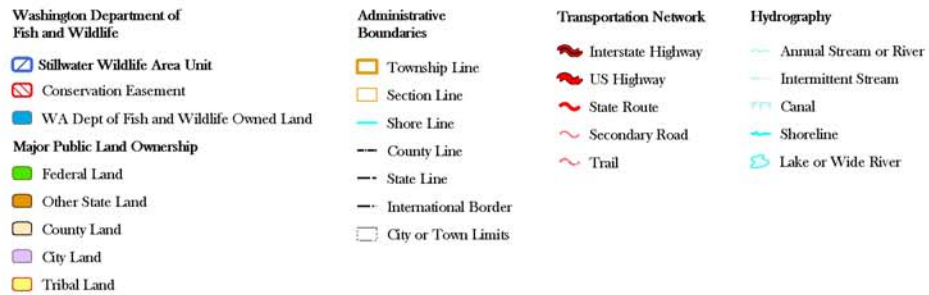 Washington Department of
Fish and Wildlife
Stillwater Wildlife Area Unit
Conservation Easement
WA Dept of Fish and Wildlife Owned Land
Major Public Land Ownership
Federal Land
Other State Land
County Land
City Land
Tribal Land
Administrative
Boundaries
Township Line
Section Line
Shore Line
County Line
State Line
International Border
City or Town Limits
Transportation Network
Interstate Highway
US Highway
State Route
Secondary Road
Trail
Hydrography
Annual Stream or River
Intermittent Stream
Canal
Shoreline
Lake or Wide River